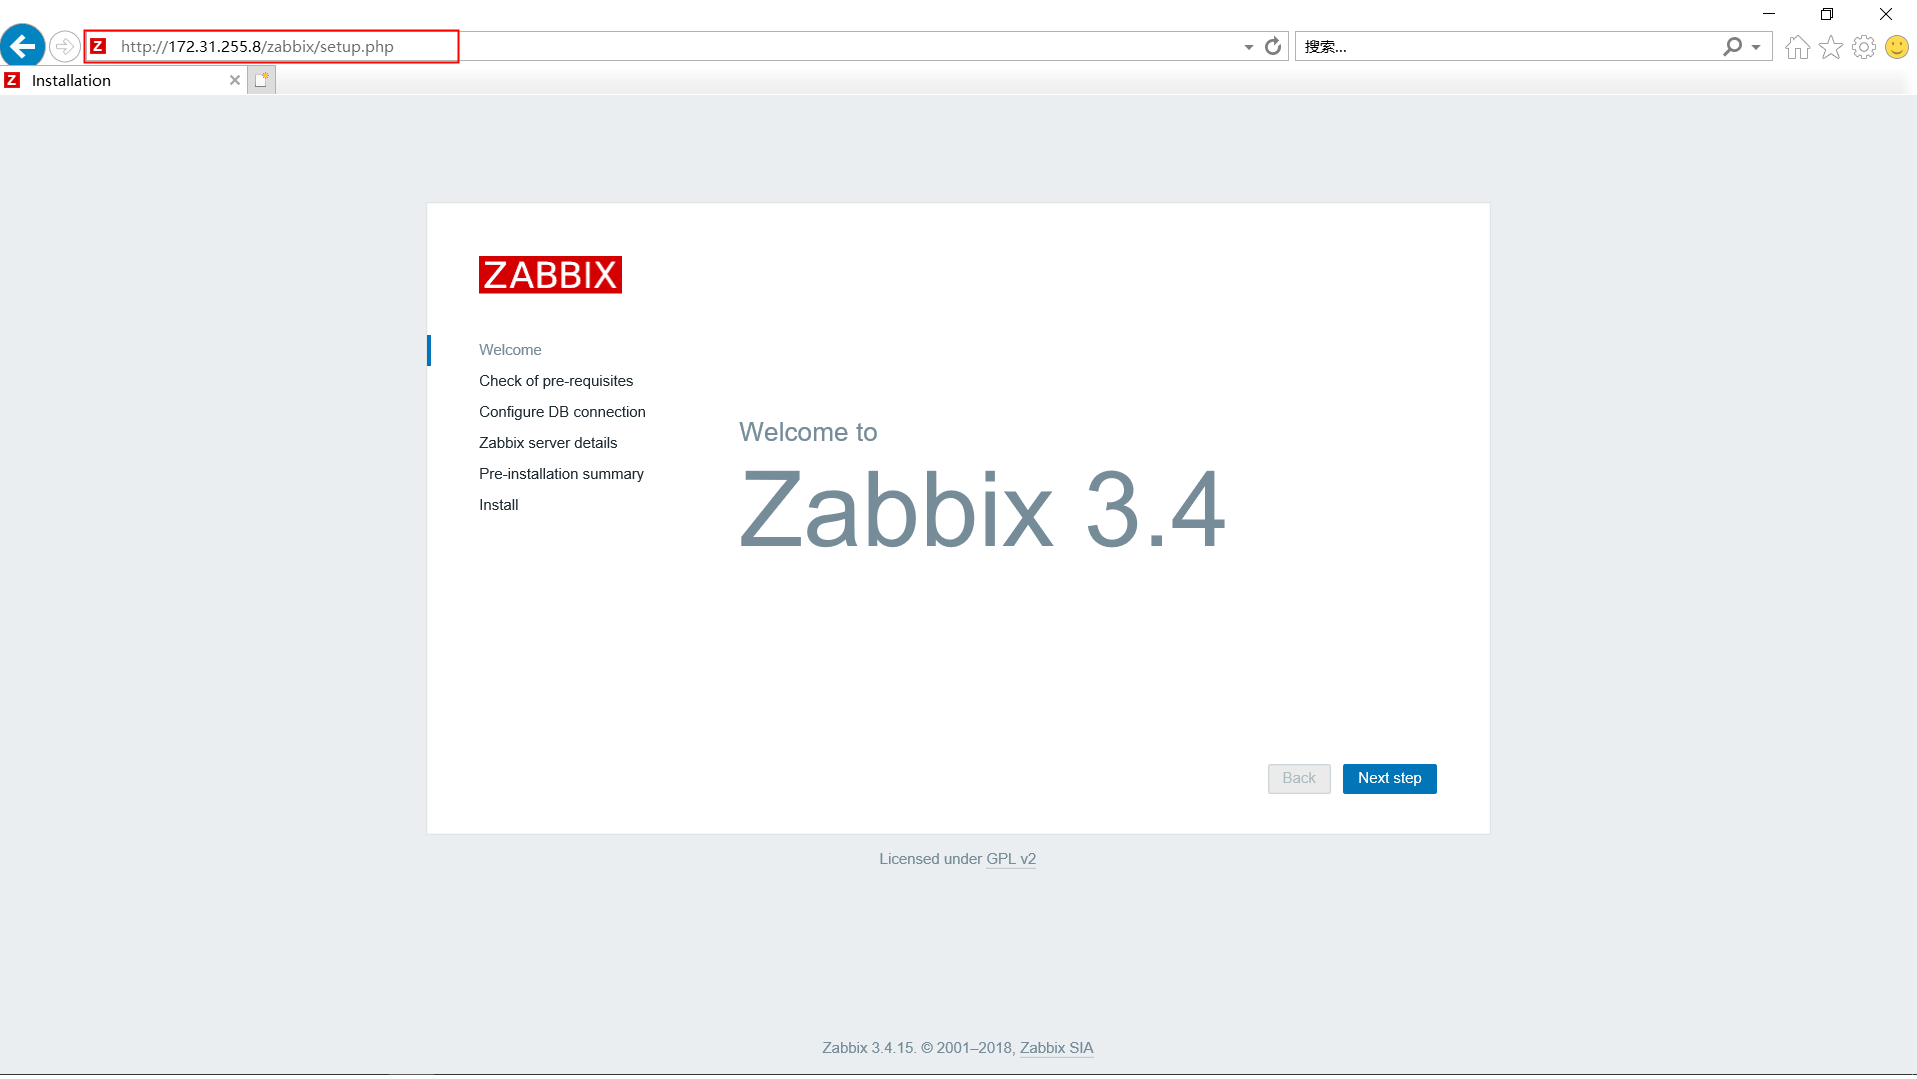 Z http://172.31.255.8/zabbix/setup.php
搜索...
Z Installation
ZABBIX
Welcome
Check of pre-requisites
Configure DB connection
Zabbix server details
Pre-installation summary
Install
Welcome to
Zabbix 3.4
Back
Next step
Licensed under GPL v2
Zabbix 3.4.15. © 2001–2018, Zabbix SIA